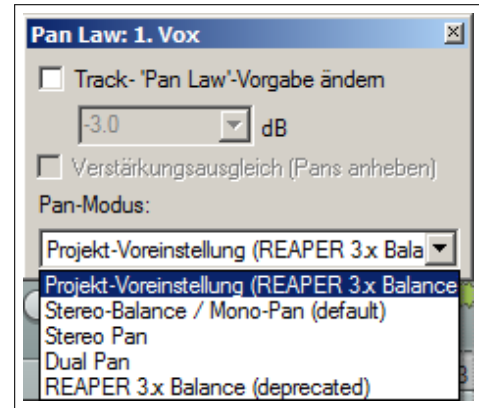 Pan Law: 1. Vox
Track- 'Pan Law'-Vorgabe ändern
-3.0 dB
Verstärkungsausgleich (Pans anheben)
Pan-Modus:
Projekt-Voreinstellung (REAPER 3.x Bala
Projekt-Voreinstellung (REAPER 3.x Balance
Stereo-Balance / Mono-Pan (default)
Stereo Pan
Dual Pan
REAPER 3.x Balance (deprecated)